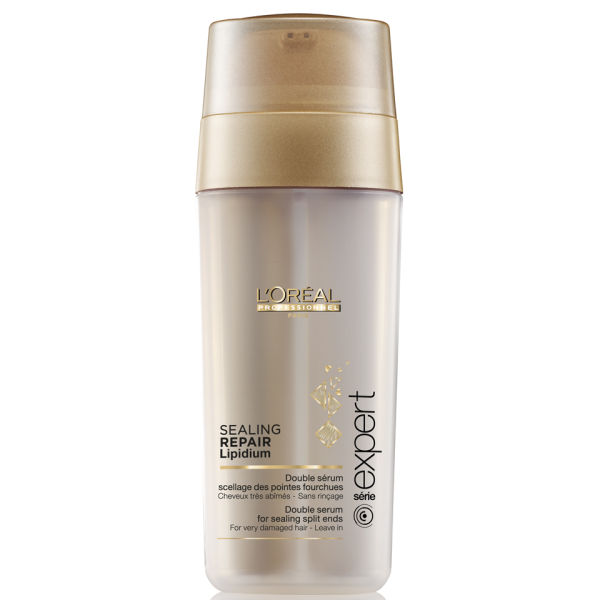 L'ORÉAL
PROFESSIONNEL
PARIS
SEALING
REPAIR
Lipidium
Double sérum
scellage des pointes fourchues
Cheveux très abîmés - Sans rinçage
Double serum
for sealing split ends
For very damaged hair - Leave in
série expert